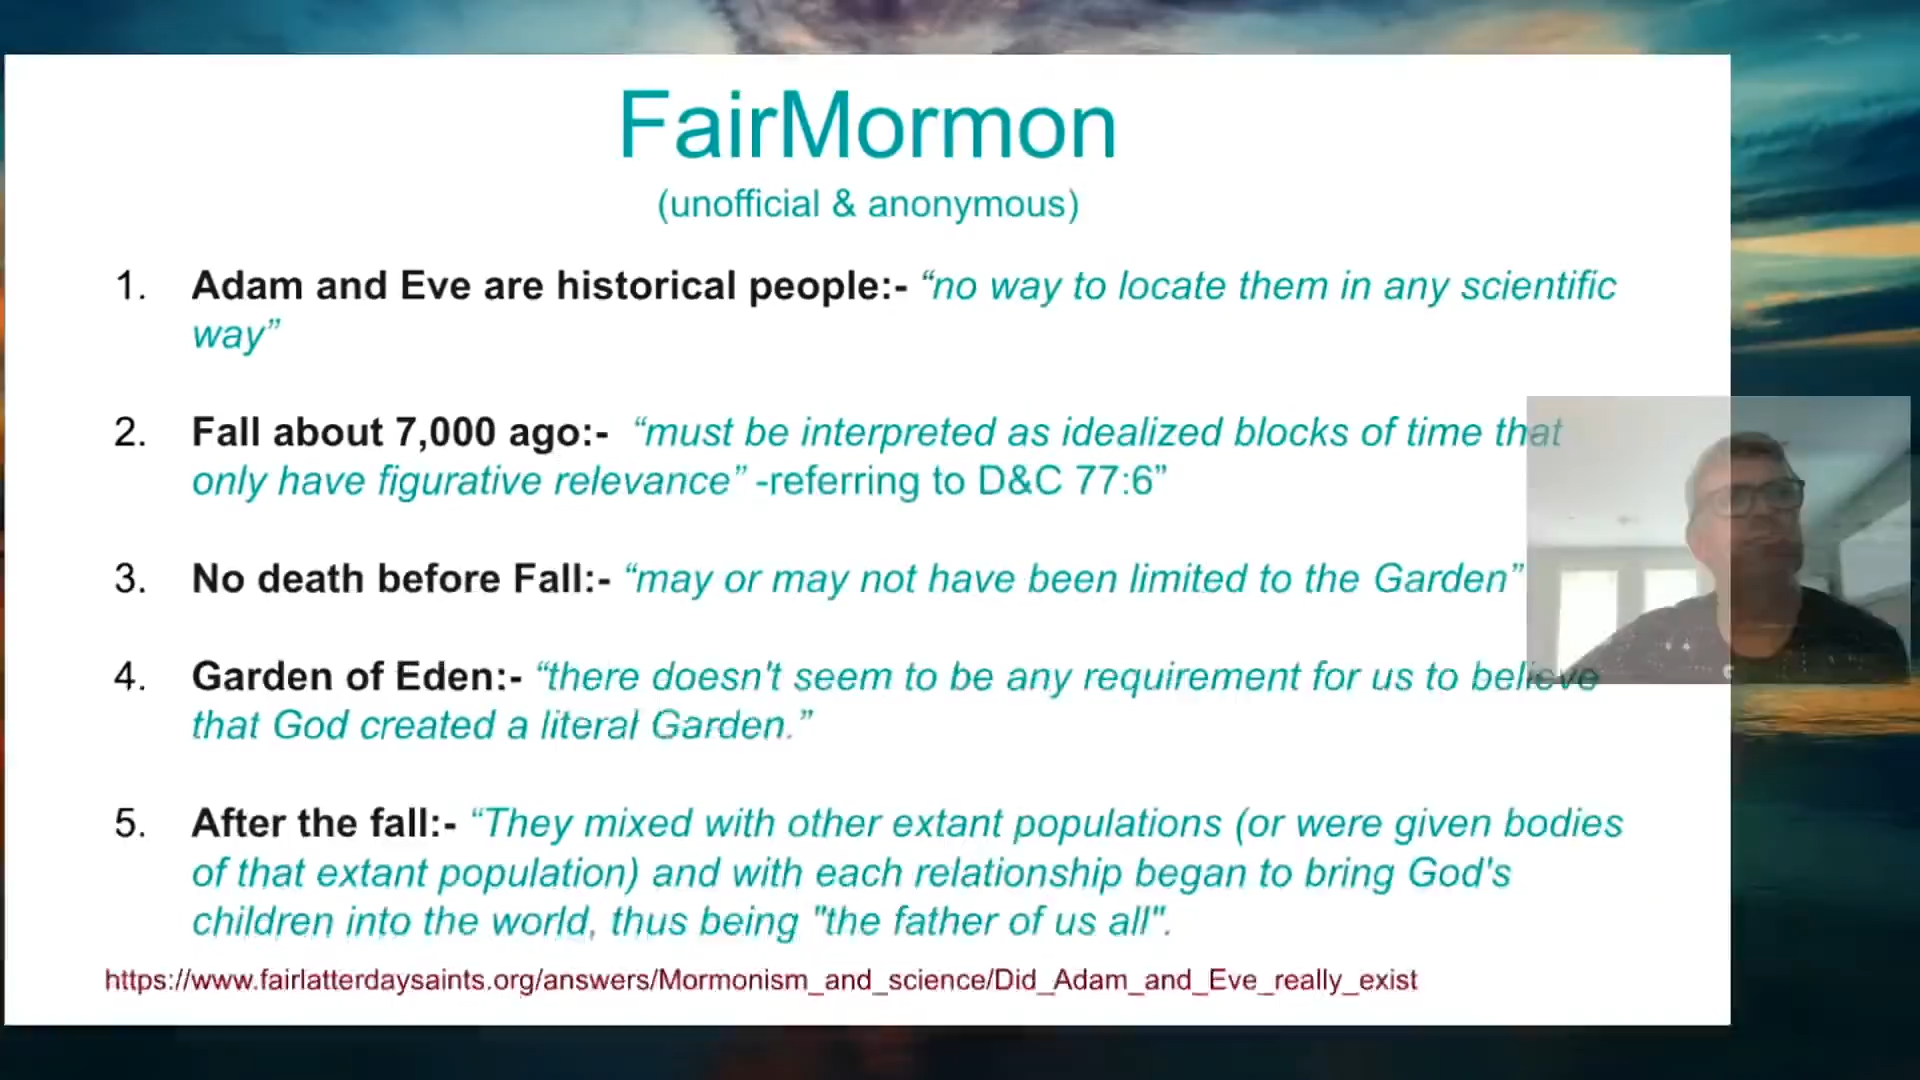 FairMormon
(unofficial & anonymous)
1. Adam and Eve are historical people:- “no way to locate them in any scientific
way”
2. Fall about 7,000 ago:- “must be interpreted as idealized blocks of time that
only have figurative relevance” -referring to D&C 77:6”
3. No death before Fall:- “may or may not have been limited to the Garden”
4. Garden of Eden:- “there doesn't seem to be any requirement for us to believe
that God created a literal Garden.”
5. After the fall:- “They mixed with other extant populations (or were given bodies
of that extant population) and with each relationship began to bring God's
children into the world, thus being "the father of us all".
https://www.fairlatterdaysaints.org/answers/Mormonism_and_science/Did_Adam_and_Eve_really_exist